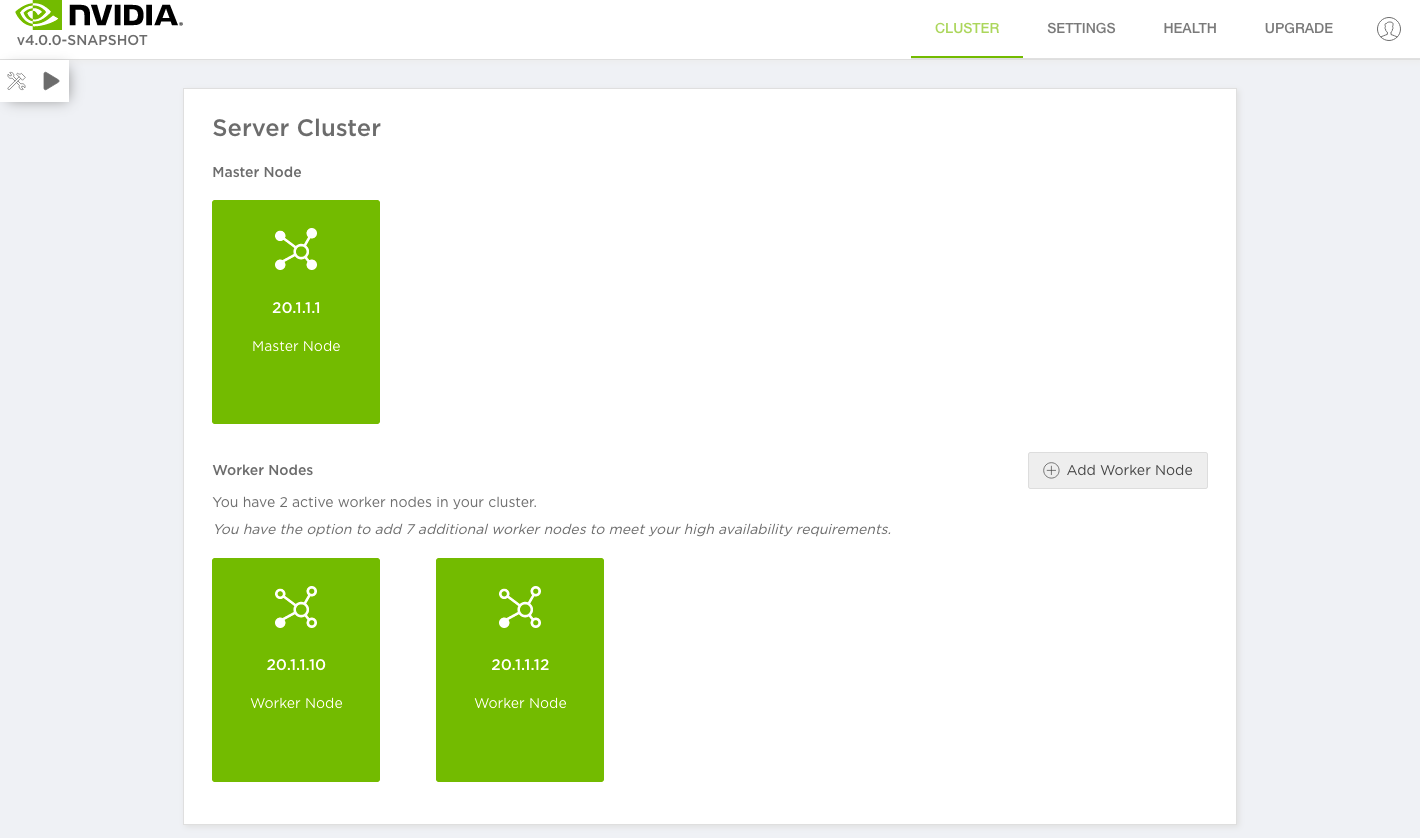 NVIDIA.
v4.0.0-SNAPSHOT
CLUSTER SETTINGS HEALTH UPGRADE
Server Cluster
Master Node
20.1.1.1
Master Node
Worker Nodes
Add Worker Node
You have 2 active worker nodes in your cluster.
You have the option to add 7 additional worker nodes to meet your high availability requirements.
20.1.1.10
Worker Node
20.1.1.12
Worker Node